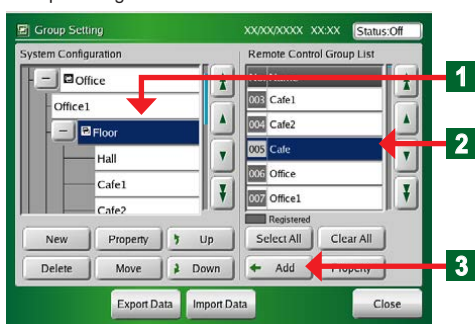 Group Setting XX/XX/XXXX XX:XX Status:Off
System Configuration
Office
Office1
Floor
Hall
Cafe1
Cafe2
New Property Up
Delete Move Down
Remote Control Group List
003 Cafe1
004 Cafe2
005 Cafe
006 Office
007 Office1
Registered
Select All Clear All
Add Property
Export Data Import Data Close
1
2
3